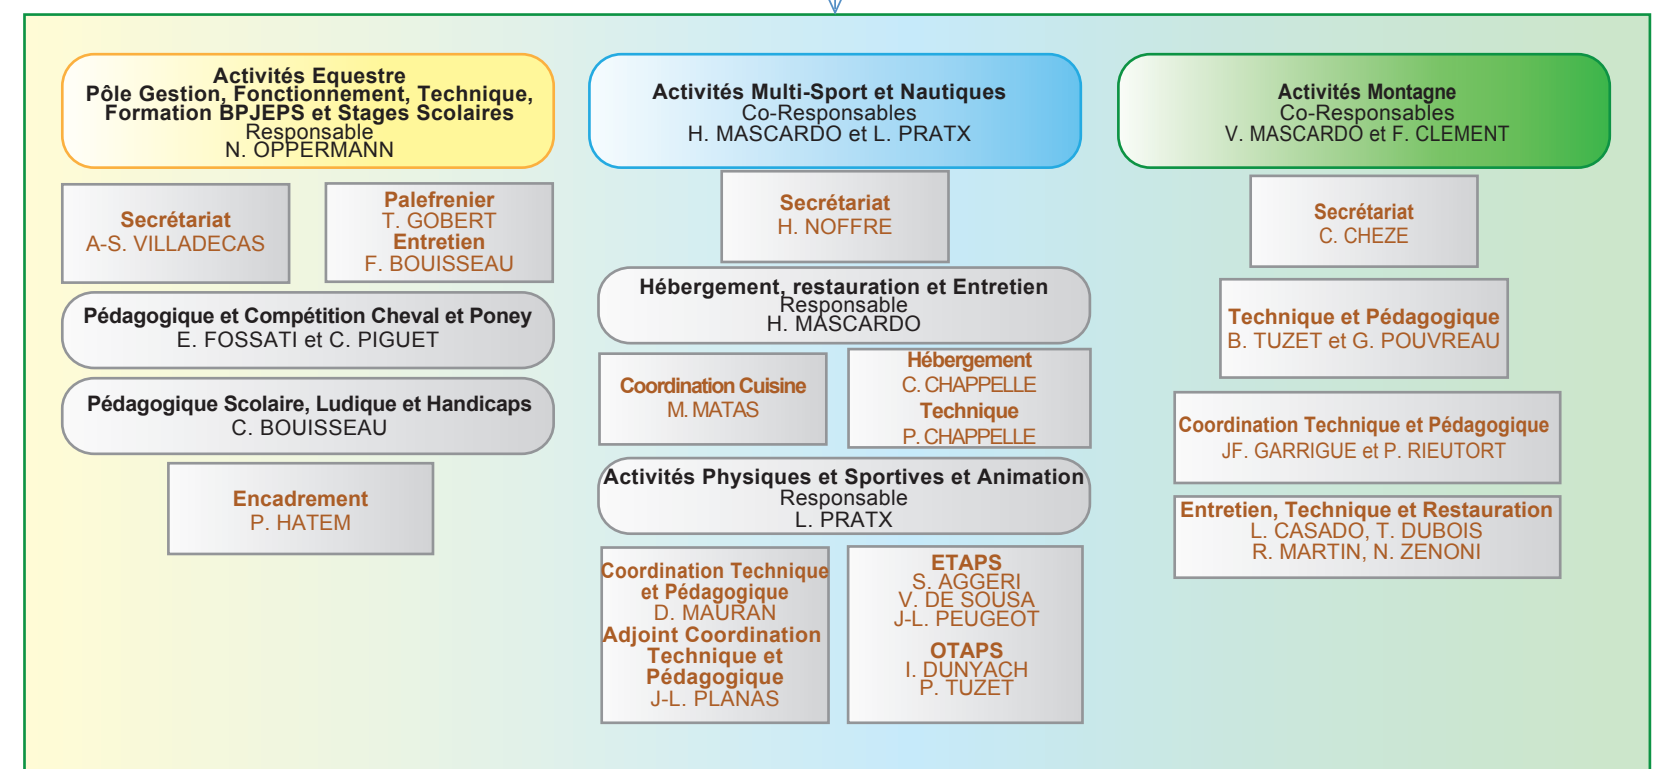 Activités Equestre
Pôle Gestion, Fonctionnement, Technique,
Formation BPJEPS et Stages Scolaires
Responsable
N. OPPERMANN
Secrétariat
A-S. VILLADECAS
Palefrenier
T. GOBERT
Entretien
F. BOUISSEAU
Pédagogique et Compétition Cheval et Poney
E. FOSSATI et C. PIGUET
Pédagogique Scolaire, Ludique et Handicaps
C. BOUISSEAU
Encadrement
P. HATEM
Activités Multi-Sport et Nautiques
Co-Responsables
H. MASCARDO et L. PRATX
Secrétariat
H. NOFFRE
Hébergement, restauration et Entretien
Responsable
H. MASCARDO
Coordination Cuisine
M. MATAS
Hébergement
C. CHAPPELLE
Technique
P. CHAPPELLE
Activités Physiques et Sportives et Animation
Responsable
L. PRATX
Coordination Technique
et Pédagogique
D. MAURAN
Adjoint Coordination
Technique et
Pédagogique
J-L. PLANAS
ETAPS
S. AGGERI
V. DE SOUSA
J-L. PEUGEOT
OTAPS
I. DUNYACH
P. TUZET
Activités Montagne
Co-Responsables
V. MASCARDO et F. CLEMENT
Secrétariat
C. CHEZE
Technique et Pédagogique
B. TUZET et G. POUVREAU
Coordination Technique et Pédagogique
JF. GARRIGUE et P. RIEUTORT
Entretien, Technique et Restauration
L. CASADO, T. DUBOIS
R. MARTIN, N. ZENONI